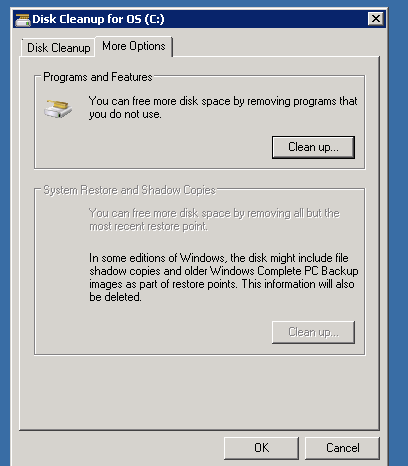 Disk Cleanup for OS (C:)
Disk Cleanup More Options
Programs and Features
You can free more disk space by removing programs that
you do not use.
Clean up...
System Restore and Shadow Copies
You can free more disk space by removing all but the
most recent restore point.
In some editions of Windows, the disk might include file
shadow copies and older Windows Complete PC Backup
images as part of restore points. This information will also
be deleted.
Clean up...
OK Cancel